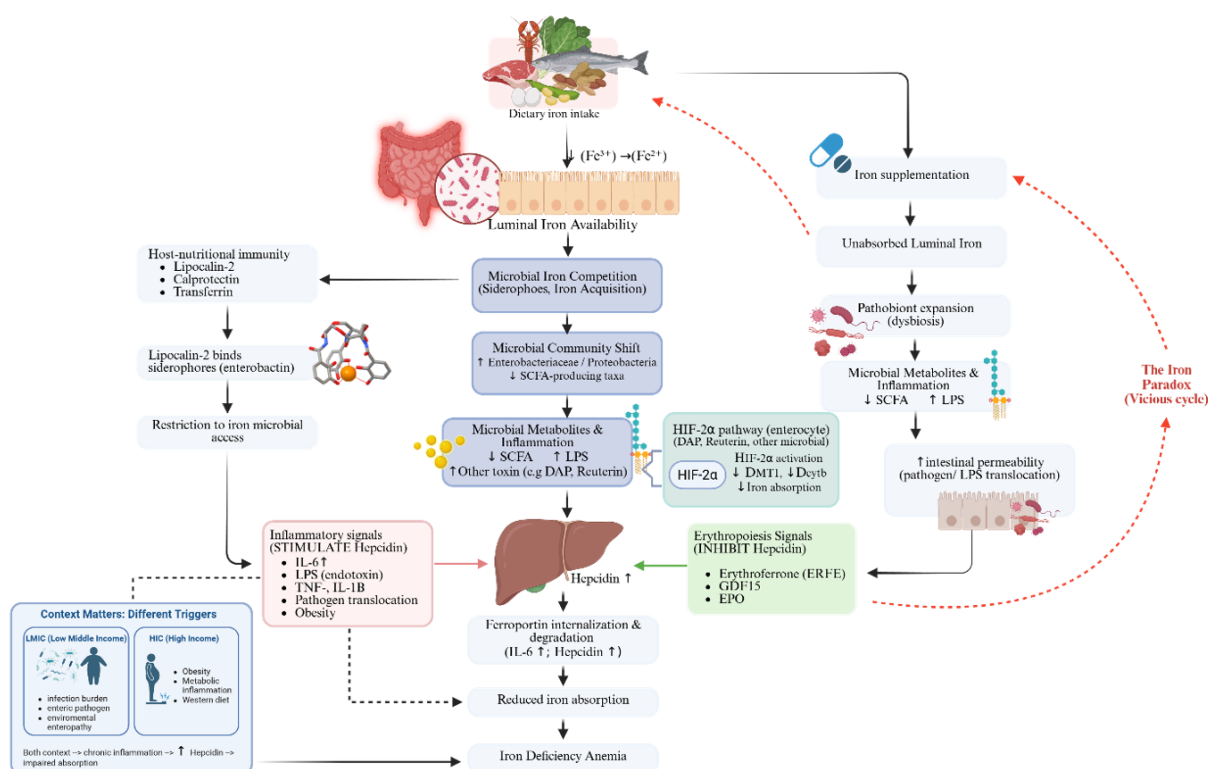 Dietary iron intake
↓ (Fe³⁺) →(Fe²⁺)
Luminal Iron Availability
Iron supplementation
Unabsorbed Luminal Iron
Pathobiont expansion
(dysbiosis)
Microbial Metabolites &
Inflammation
↓ SCFA ↑ LPS
↑intestinal permeability
(pathogen/ LPS translocation)
The Iron
Paradox
(Vicious cycle)
Host-nutritional immunity
• Lipocalin-2
• Calprotectin
• Transferrin
Lipocalin-2 binds
siderophores (enterobactin)
Restriction to iron microbial
access
Microbial Iron Competition
(Siderophoes, Iron Acquisition)
Microbial Community Shift
↑ Enterobacteriaceae / Proteobacteria
↓ SCFA-producing taxa
Microbial Metabolites &
Inflammation
↓ SCFA ↑ LPS
↑Other toxin (e.g DAP, Reuterin)
HIF-2α pathway (enterocyte)
(DAP, Reuterin, other microbial)
HIF-2α
HIF-2α activation
↓ DMT1, ↓Dcytb
↓Iron absorption
Inflammatory signals
(STIMULATE Hepcidin)
• IL-6↑
• LPS (endotoxin)
• TNF-, IL-1B
• Pathogen translocation
• Obesity
Hepcidin ↑
Erythropoiesis Signals
(INHIBIT Hepcidin)
• Erythroferrone (ERFE)
• GDF15
• EPO
Ferroportin internalization &
degradation
(IL-6 ↑; Hepcidin ↑)
Reduced iron absorption
Iron Deficiency Anemia
Context Matters: Different Triggers
LMIC (Low Middle Income)
• infection burden
• enteric pathogen
• enviromental
enteropathy
HIC (High Income)
• Obesity
• Metabolic
inflammation
• Western diet
Both context –> chronic inflammation –> ↑ Hepcidin –>
impaired absorption